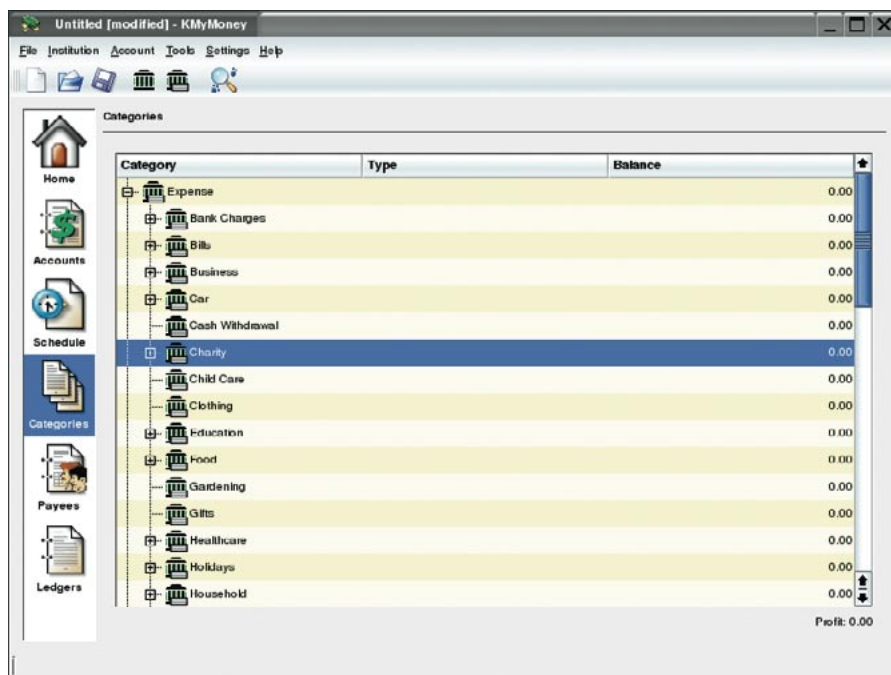 Untitled [modified] - KMyMoney
File Institution Account Tools Settings Help
Categories
Home
Accounts
Schedule
Categories
Payees
Ledgers
Category Type Balance
Expense 0.00
Bank Charges 0.00
Bills 0.00
Business 0.00
Car 0.00
Cash Withdrawal 0.00
Charity 0.00
Child Care 0.00
Clothing 0.00
Education 0.00
Food 0.00
Gardening 0.00
Gifts 0.00
Healthcare 0.00
Holidays 0.00
Household 0.00
Profit: 0.00